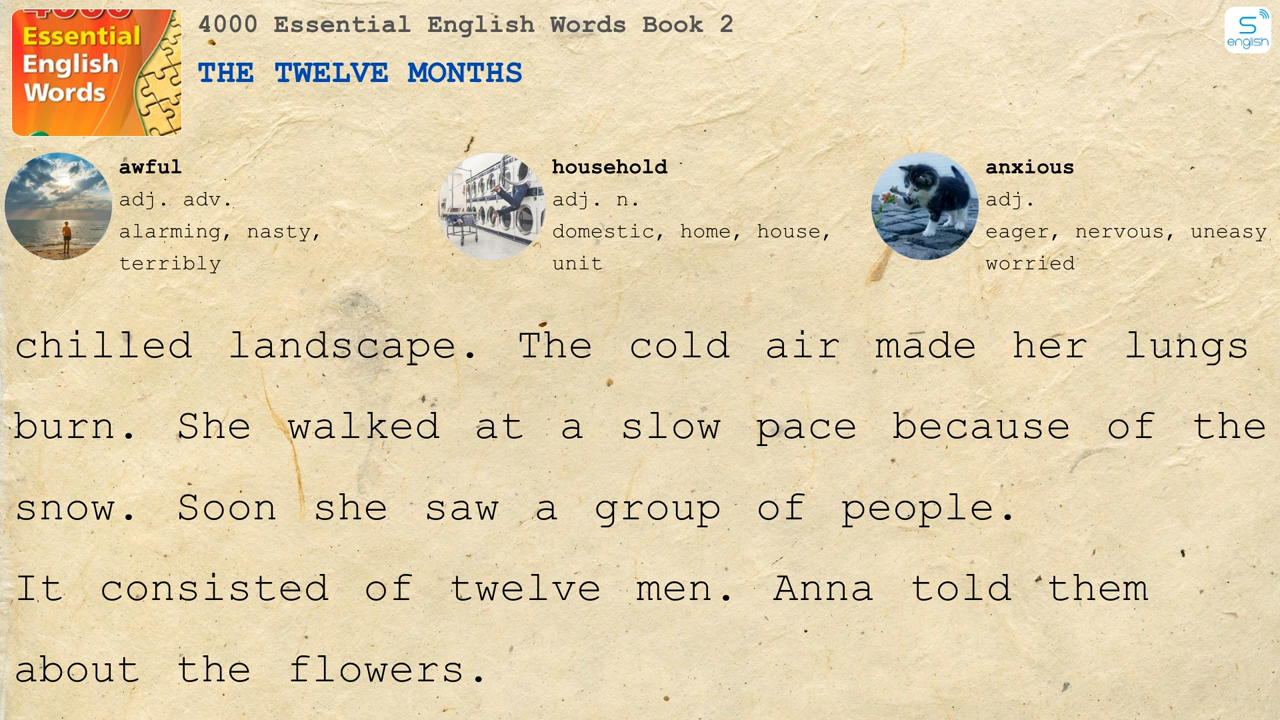 4000
Essential
English
Words
4000 Essential English Words Book 2
THE TWELVE MONTHS
S
english
awful
adj. adv.
alarming, nasty,
terribly
household
adj. n.
domestic, home, house,
unit
anxious
adj.
eager, nervous, uneasy
worried
chilled landscape. The cold air made her lungs
burn. She walked at a slow pace because of the
snow. Soon she saw a group of people.
It consisted of twelve men. Anna told them
about the flowers.